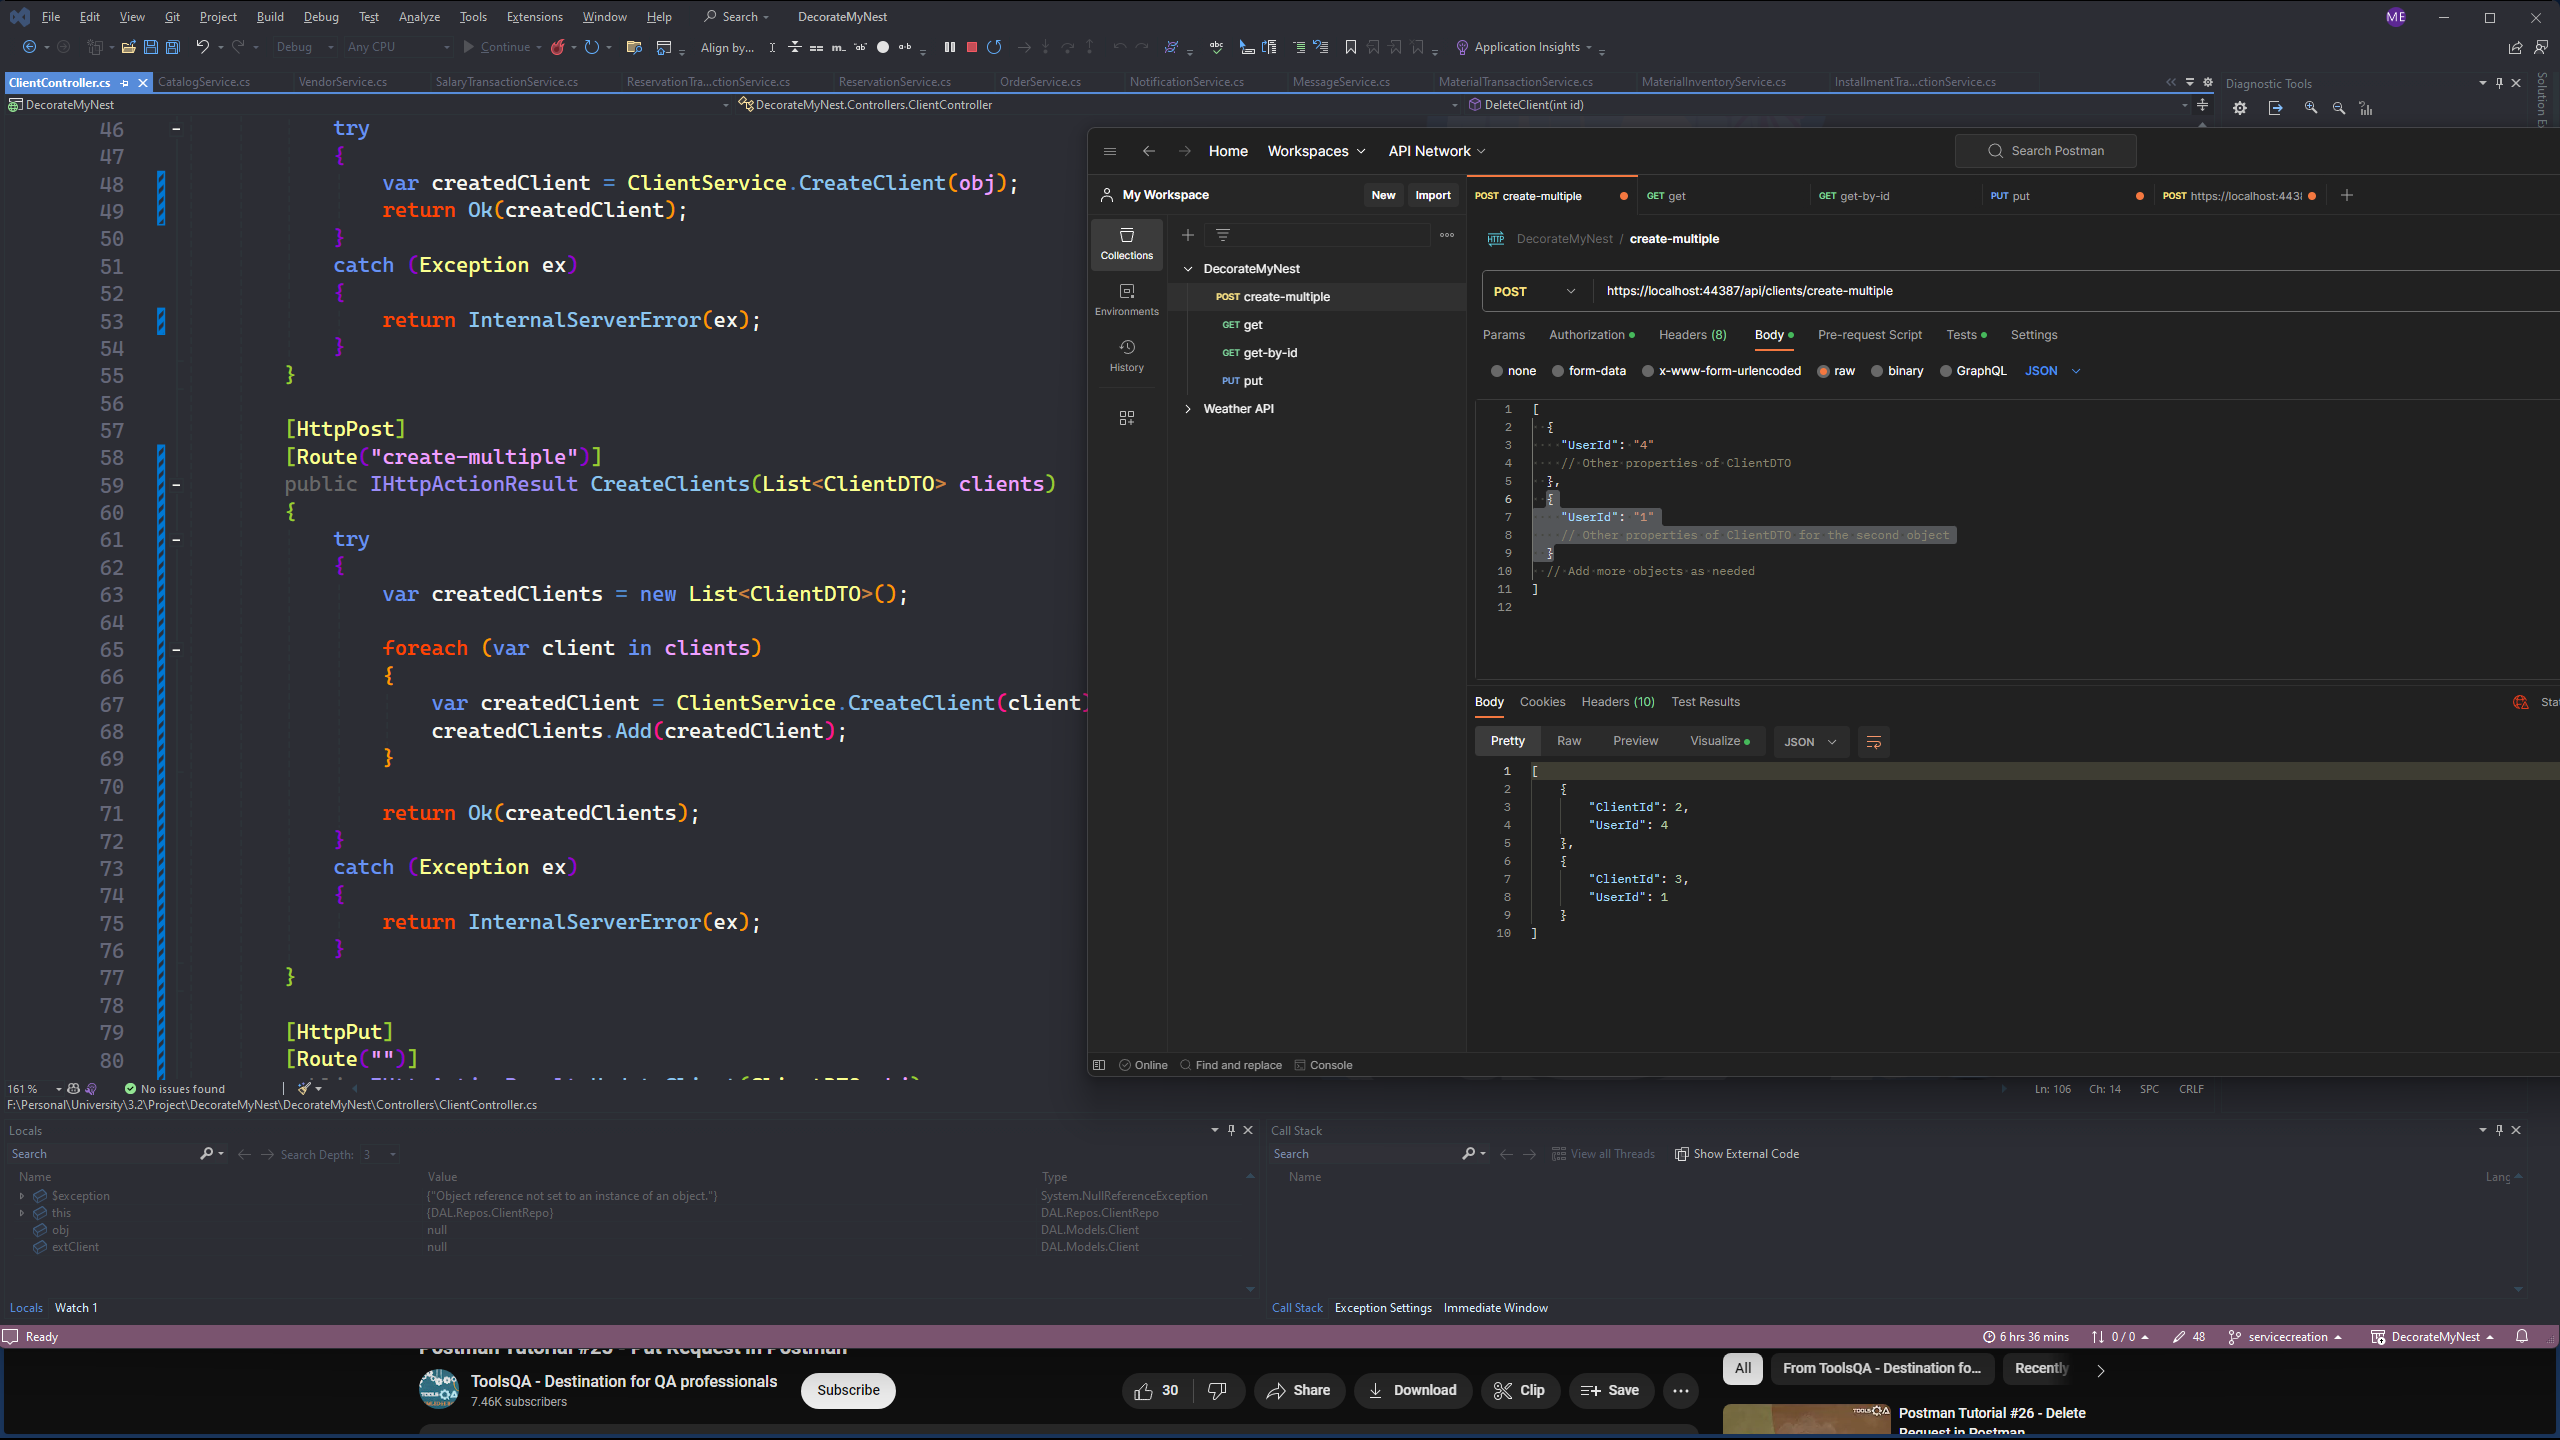 File Edit View Git Project Build Debug Test Analyze Tools Extensions Window Help Search DecorateMyNest ME
Debug Any CPU Continue Align by... Application Insights
ClientController.cs CatalogService.cs VendorService.cs SalaryTransactionService.cs ReservationTra...ctionService.cs ReservationService.cs OrderService.cs NotificationService.cs MessageService.cs MaterialTransactionService.cs MaterialInventoryService.cs InstallmentTra...ctionService.cs Diagnostic Tools
DecorateMyNest DecorateMyNest.Controllers.ClientController DeleteClient(int id)
46 try
47 {
48 var createdClient = ClientService.CreateClient(obj);
49 return Ok(createdClient);
50 }
51 catch (Exception ex)
52 {
53 return InternalServerError(ex);
54 }
55 }
56
57 [HttpPost]
58 [Route("create-multiple")]
59 public IHttpActionResult CreateClients(List<ClientDTO> clients)
60 {
61 try
62 {
63 var createdClients = new List<ClientDTO>();
64
65 foreach (var client in clients)
66 {
67 var createdClient = ClientService.CreateClient(client)
68 createdClients.Add(createdClient);
69 }
70
71 return Ok(createdClients);
72 }
73 catch (Exception ex)
74 {
75 return InternalServerError(ex);
76 }
77 }
78
79 [HttpPut]
80 [Route("")]
161 % No issues found
Ln: 106 Ch: 14 SPC CRLF
F:\Personal\University\3.2\Project\DecorateMyNest\DecorateMyNest\Controllers\ClientController.cs
Home Workspaces API Network Search Postman
My Workspace New Import
POST create-multiple GET get GET get-by-id PUT put POST https://localhost:4438
Collections
Environments
History
DecorateMyNest
POST create-multiple
GET get
GET get-by-id
PUT put
Weather API
HTTP DecorateMyNest / create-multiple
POST https://localhost:44387/api/clients/create-multiple
Params Authorization Headers (8) Body Pre-request Script Tests Settings
none form-data x-www-form-urlencoded raw binary GraphQL JSON
1 [
2 {
3 "UserId": "4"
4 // Other properties of ClientDTO
5 },
6 {
7 "UserId": "1"
8 // Other properties of ClientDTO for the second object
9 }
10 // Add more objects as needed
11 ]
12
Body Cookies Headers (10) Test Results Stat
Pretty Raw Preview Visualize JSON
1 [
2 {
3 "ClientId": 2,
4 "UserId": 4
5 },
6 {
7 "ClientId": 3,
8 "UserId": 1
9 }
10 ]
Online Find and replace Console
Locals
Search Search Depth: 3
Name Value Type
$exception {"Object reference not set to an instance of an object."} System.NullReferenceException
this {DAL.Repos.ClientRepo} DAL.Repos.ClientRepo
obj null DAL.Models.Client
extClient null DAL.Models.Client
Locals Watch 1
Call Stack
Search View all Threads Show External Code
Name Lang
Call Stack Exception Settings Immediate Window
Ready 6 hrs 36 mins 0 / 0 48 servicecreation DecorateMyNest
Postman Tutorial #25 - Put Request in Postman
ToolsQA - Destination for QA professionals
7.46K subscribers
Subscribe
30 Share Download Clip Save
All From ToolsQA - Destination fo... Recently
Postman Tutorial #26 - Delete
Request in Postman